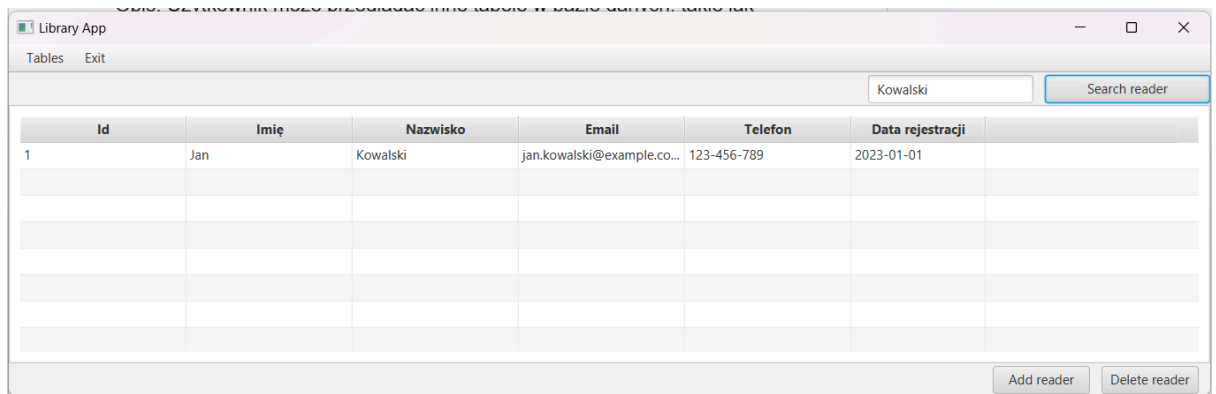 Library App
Tables Exit
Kowalski Search reader
Id Imię Nazwisko Email Telefon Data rejestracji
1 Jan Kowalski jan.kowalski@example.co... 123-456-789 2023-01-01
Add reader Delete reader